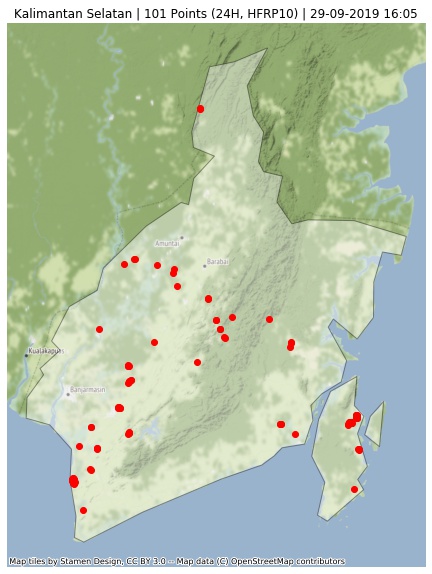 Kalimantan Selatan | 101 Points (24H, HFRP10) | 29-09-2019 16:05
Amuntai
Barabai
Kualakapuas
Banjarmasin
Map tiles by Stamen Design, CC BY 3.0 -- Map data (C) OpenStreetMap contributors